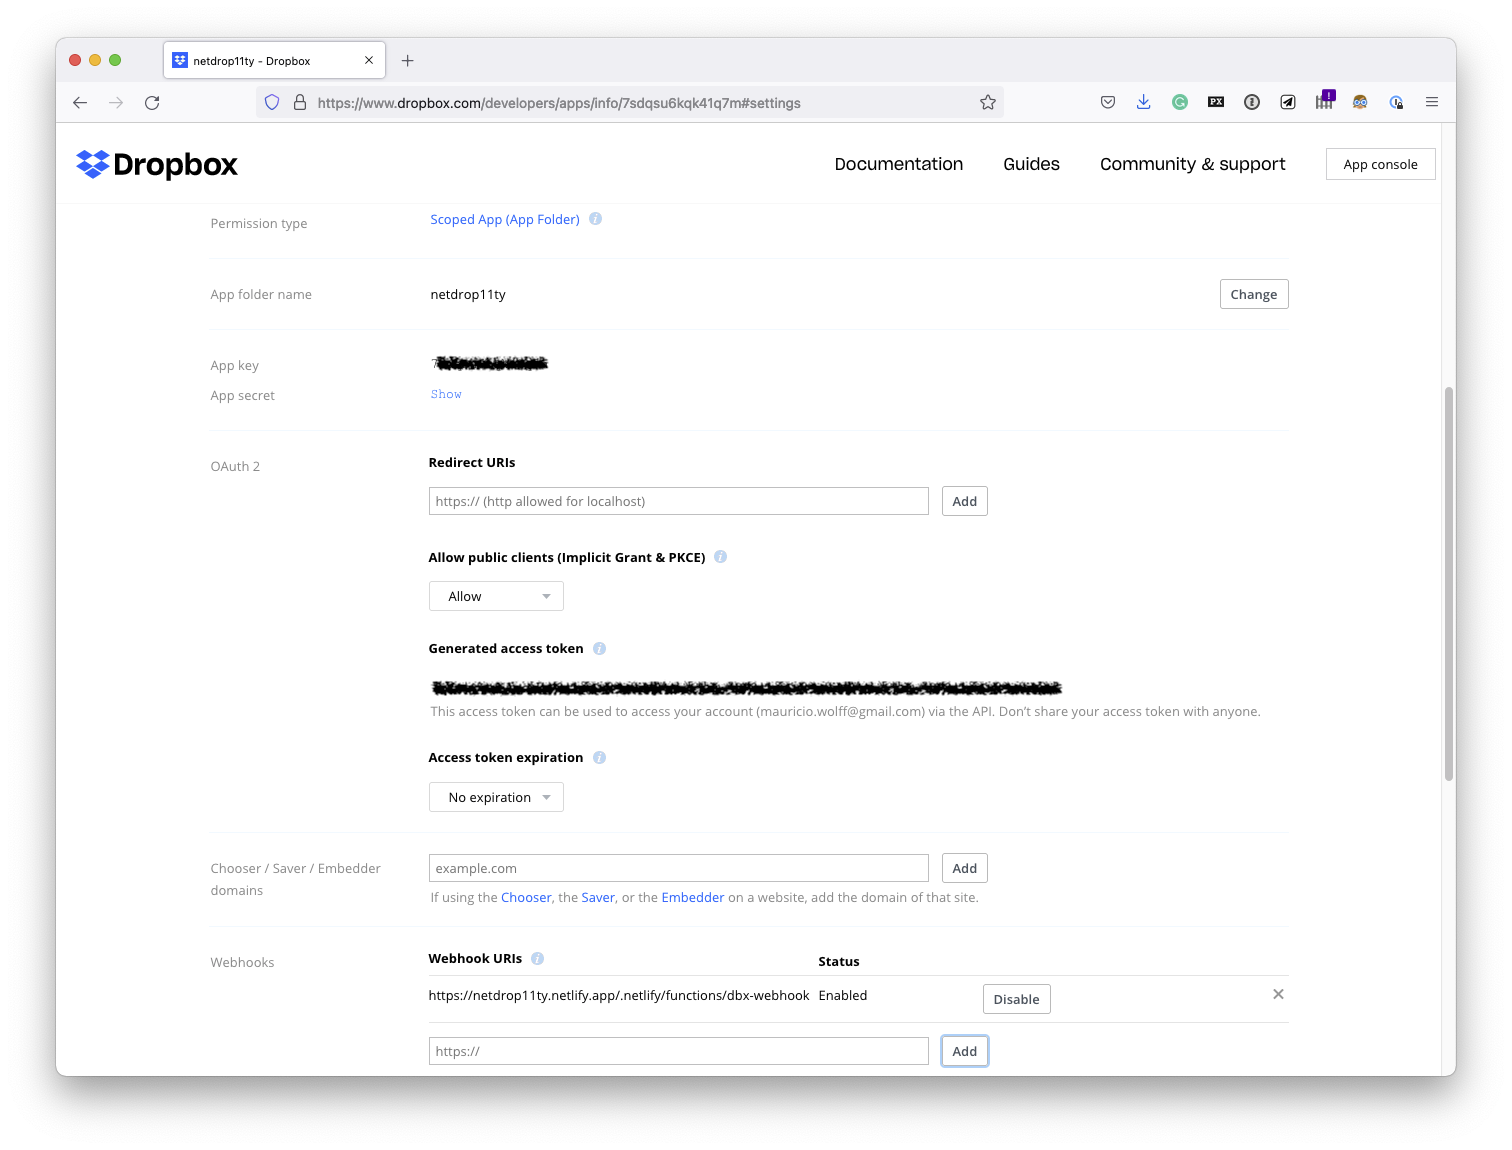 netdrop11ty - Dropbox
https://www.dropbox.com/developers/apps/info/7sdqsu6kqk41q7m#settings
PX
!
Dropbox
Documentation
Guides
Community & support
App console
Permission type
Scoped App (App Folder)
i
App folder name
netdrop11ty
Change
App key
App secret
Show
OAuth 2
Redirect URIs
https:// (http allowed for localhost)
Add
Allow public clients (Implicit Grant & PKCE)
i
Allow
Generated access token
i
This access token can be used to access your account (mauricio.wolff@gmail.com) via the API. Don’t share your access token with anyone.
Access token expiration
i
No expiration
Chooser / Saver / Embedder
domains
example.com
Add
If using the Chooser, the Saver, or the Embedder on a website, add the domain of that site.
Webhooks
Webhook URIs
i
Status
https://netdrop11ty.netlify.app/.netlify/functions/dbx-webhook
Enabled
Disable
https://
Add